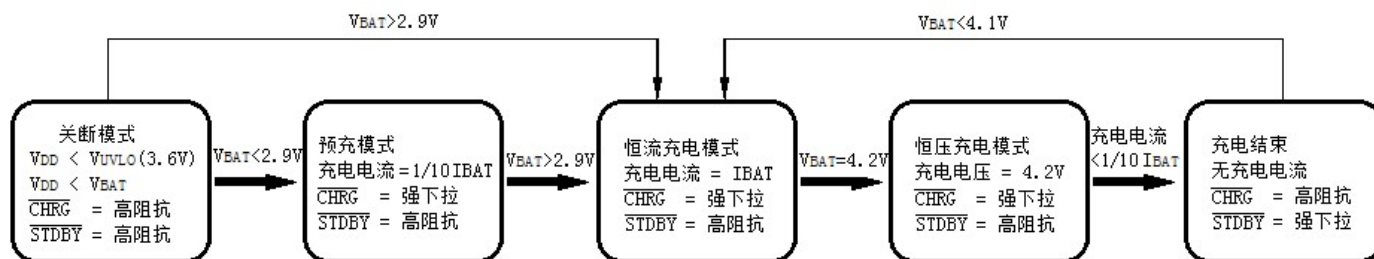 VBAT>2.9V
VBAT<4.1V
关断模式
VDD < VUVLO(3.6V)
VDD < VBAT
CHRG = 高阻抗
STDBY = 高阻抗
VBAT<2.9V
预充模式
充电电流=1/10IBAT
CHRG = 强下拉
STDBY = 高阻抗
VBAT>2.9V
恒流充电模式
充电电流 = IBAT
CHRG = 强下拉
STDBY = 高阻抗
VBAT=4.2V
恒压充电模式
充电电压 = 4.2V
CHRG = 强下拉
STDBY = 高阻抗
充电电流
<1/10IBAT
充电结束
无充电电流
CHRG = 高阻抗
STDBY = 强下拉